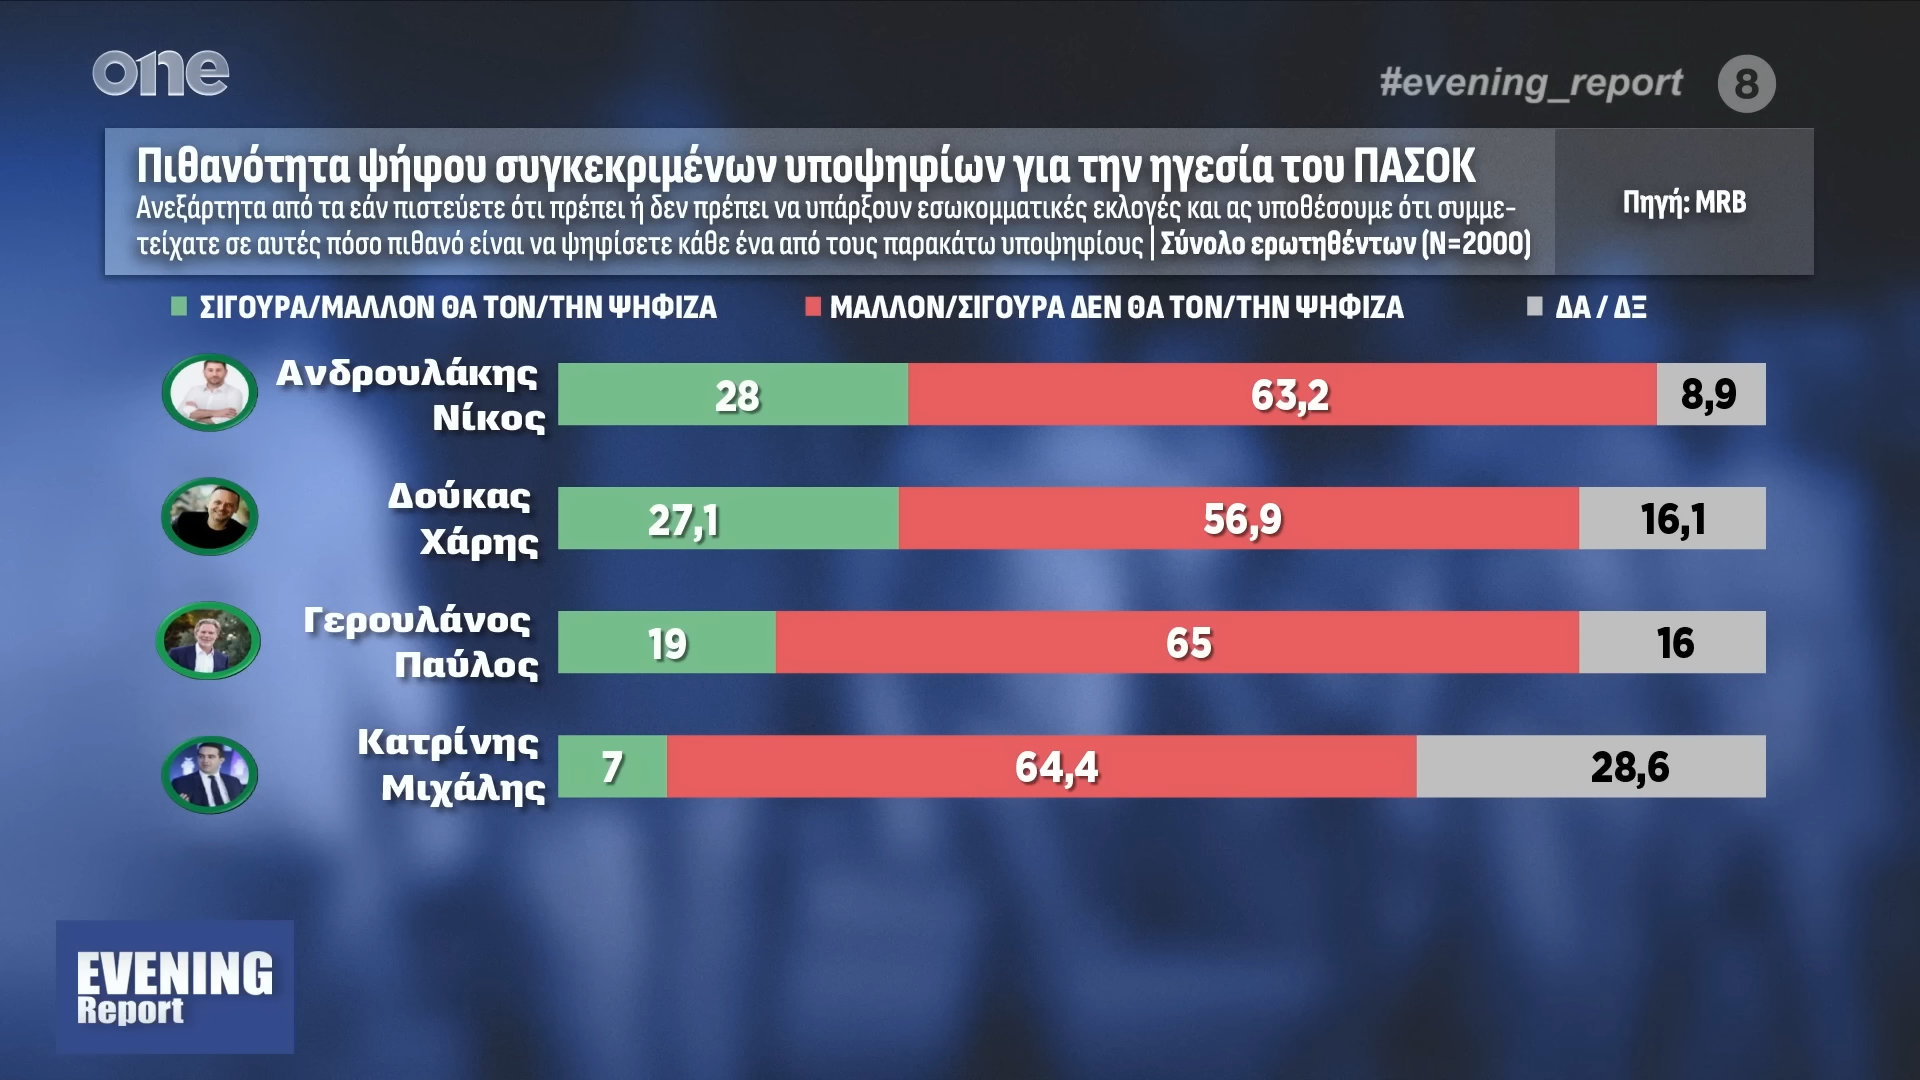 one
#evening_report 8
Πιθανότητα ψήφου συγκεκριμένων υποψηφίων για την ηγεσία του ΠΑΣΟΚ
Ανεξάρτητα από τα εάν πιστεύετε ότι πρέπει ή δεν πρέπει να υπάρξουν εσωκομματικές εκλογές και ας υποθέσουμε ότι συμμε-
τείχατε σε αυτές πόσο πιθανό είναι να ψηφίσετε κάθε ένα από τους παρακάτω υποψηφίους | Σύνολο ερωτηθέντων (N=2000)
Πηγή: MRB
ΣΙΓΟΥΡΑ/ΜΑΛΛΟΝ ΘΑ ΤΟΝ/ΤΗΝ ΨΗΦΙΖΑ
ΜΑΛΛΟΝ/ΣΙΓΟΥΡΑ ΔΕΝ ΘΑ ΤΟΝ/ΤΗΝ ΨΗΦΙΖΑ
ΔΑ / ΔΞ
Ανδρουλάκης
Νίκος
28 63,2 8,9
Δούκας
Χάρης
27,1 56,9 16,1
Γερουλάνος
Παύλος
19 65 16
Κατρίνης
Μιχάλης
7 64,4 28,6
EVENING
Report